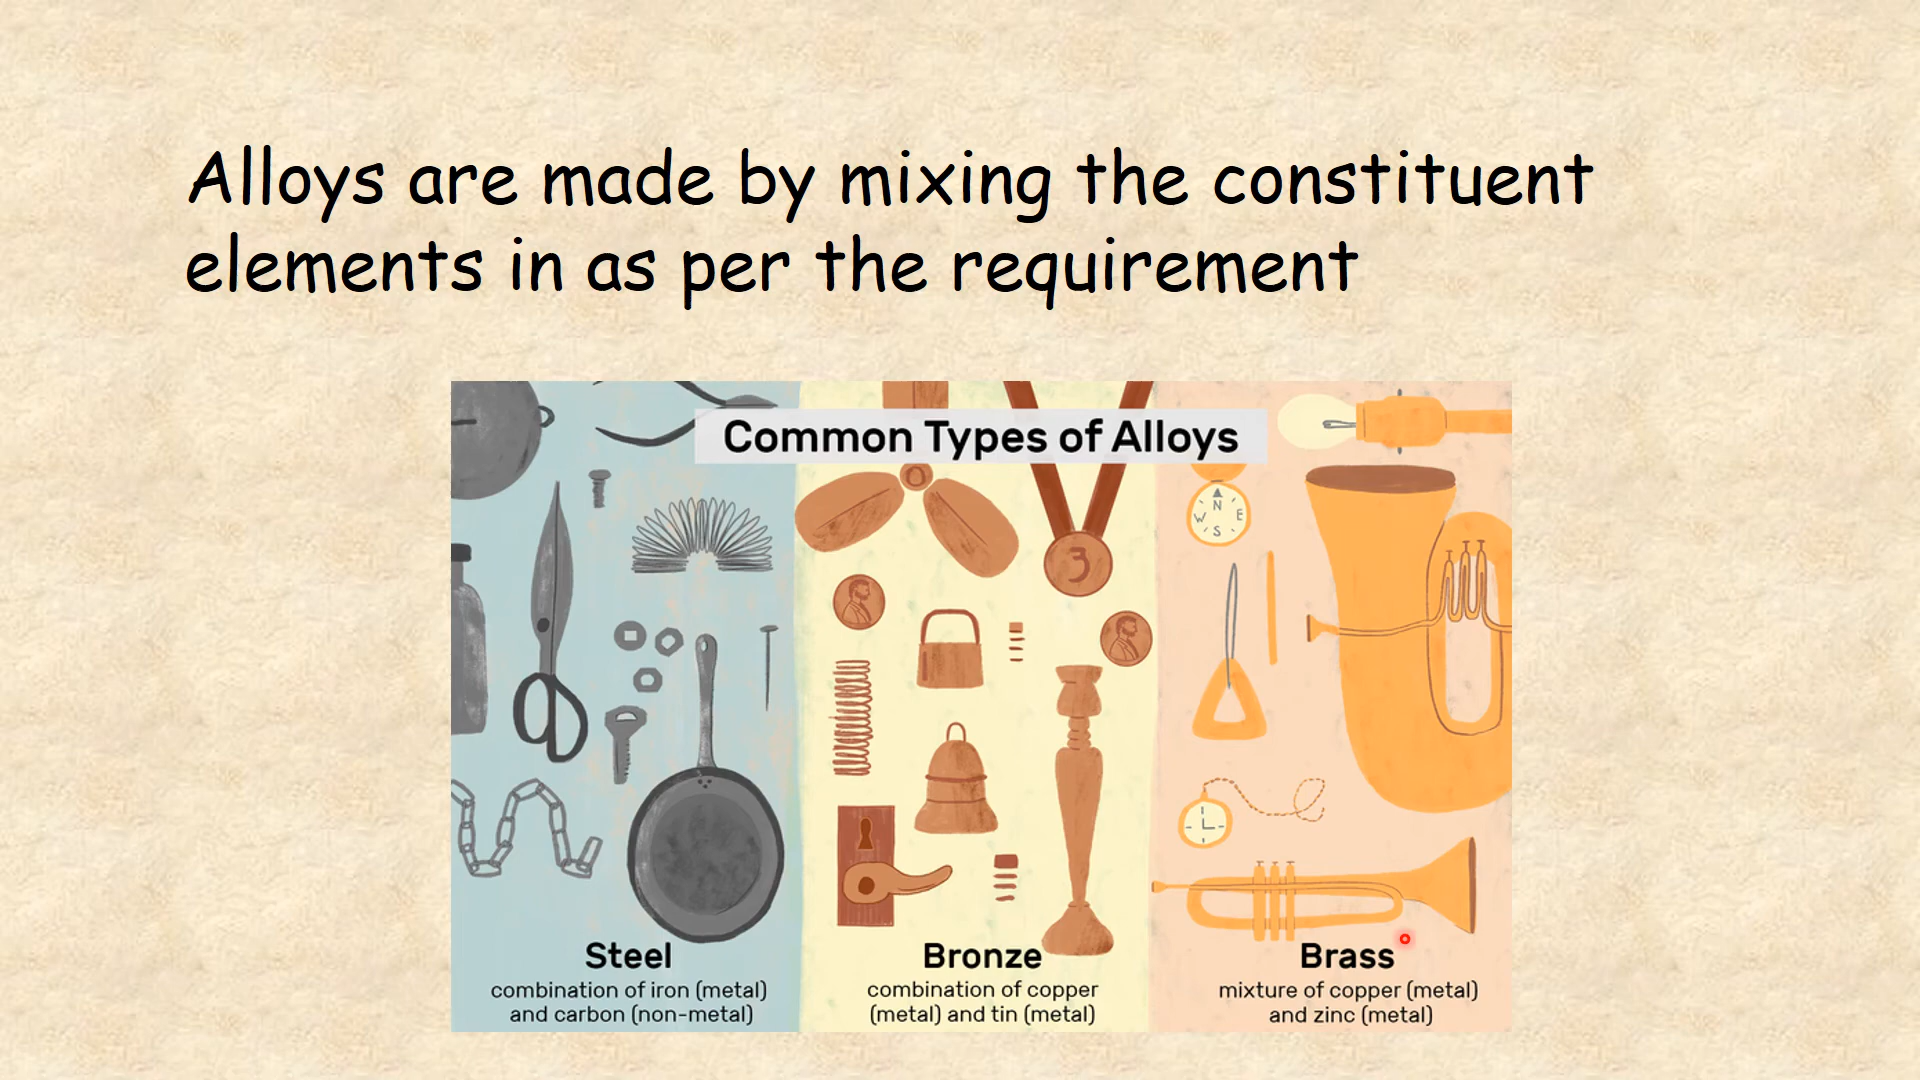 Alloys are made by mixing the constituent
elements in as per the requirement
Common Types of Alloys
N
W E
S
3
Steel
combination of iron (metal)
and carbon (non-metal)
Bronze
combination of copper
(metal) and tin (metal)
Brass
mixture of copper (metal)
and zinc (metal)